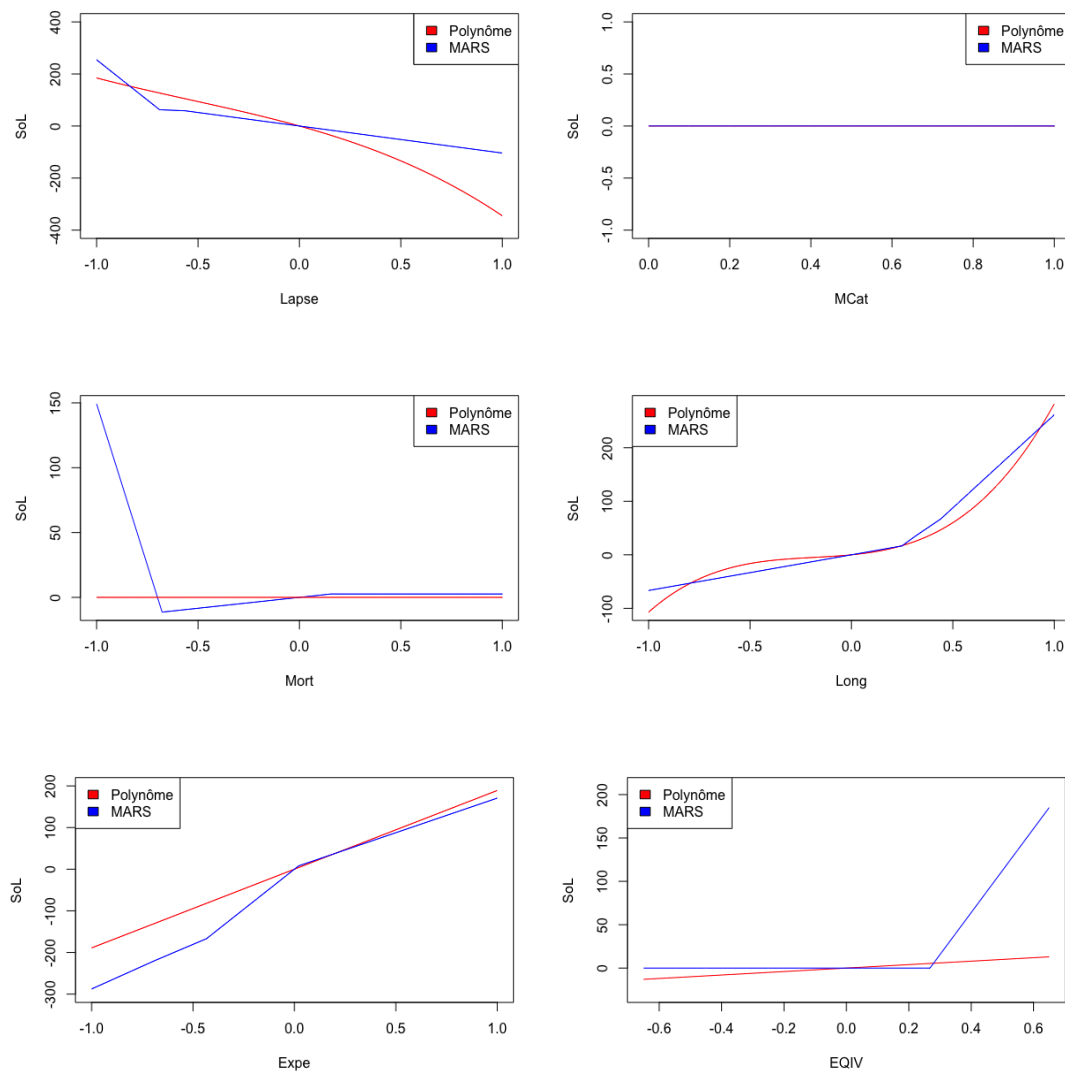 400
200
0
-200
-400
SoL
-1.0 -0.5 0.0 0.5 1.0
Lapse
Polynôme
MARS
1.0
0.5
0.0
-0.5
-1.0
SoL
0.0 0.2 0.4 0.6 0.8 1.0
MCat
Polynôme
MARS
150
100
50
0
SoL
-1.0 -0.5 0.0 0.5 1.0
Mort
Polynôme
MARS
200
100
0
-100
SoL
-1.0 -0.5 0.0 0.5 1.0
Long
Polynôme
MARS
200
100
0
-100
-200
-300
SoL
-1.0 -0.5 0.0 0.5 1.0
Expe
Polynôme
MARS
200
150
100
50
0
SoL
-0.6 -0.4 -0.2 0.0 0.2 0.4 0.6
EQIV
Polynôme
MARS